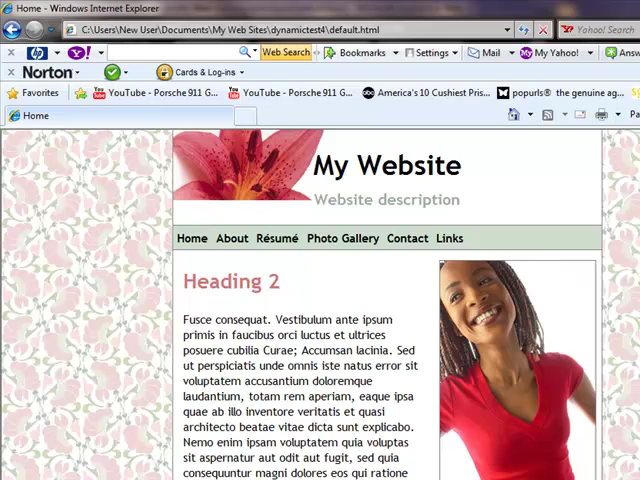 Home - Windows Internet Explorer
C:\Users\New User\Documents\My Web Sites\dynamictest4\default.html
Yahoo! Search
hp Y! Web Search Bookmarks Settings Mail My Yahoo! Answ
Norton Cards & Log-ins
Favorites YouTube - Porsche 911 G... YouTube - Porsche 911 G... America's 10 Cushiest Pris... popurls® the genuine ag...
Home Pa
My Website
Website description
Home About Résumé Photo Gallery Contact Links
Heading 2
Fusce consequat. Vestibulum ante ipsum
primis in faucibus orci luctus et ultrices
posuere cubilia Curae; Accumsan lacinia. Sed
ut perspiciatis unde omnis iste natus error sit
voluptatem accusantium doloremque
laudantium, totam rem aperiam, eaque ipsa
quae ab illo inventore veritatis et quasi
architecto beatae vitae dicta sunt explicabo.
Nemo enim ipsam voluptatem quia voluptas
sit aspernatur aut odit aut fugit, sed quia
consequuntur magni dolores eos qui ratione